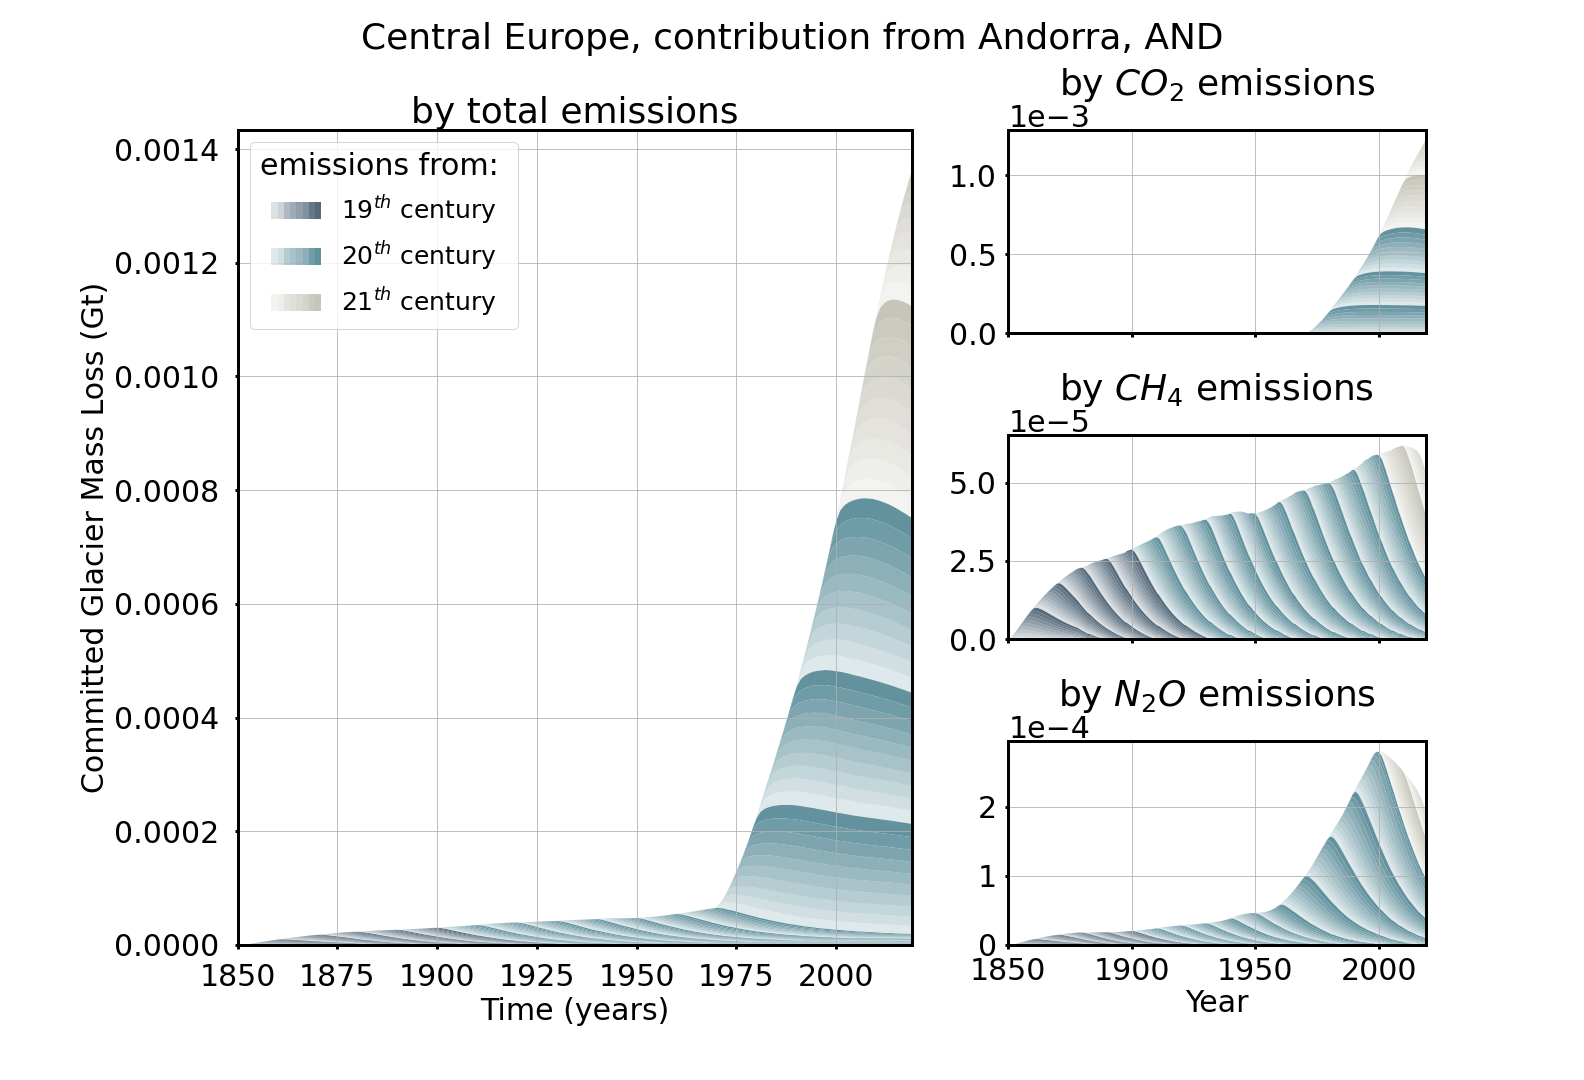 Central Europe, contribution from Andorra, AND
by total emissions
Committed Glacier Mass Loss (Gt)
0.0014
0.0012
0.0010
0.0008
0.0006
0.0004
0.0002
0.0000
emissions from:
19th century
20th century
21th century
1850 1875 1900 1925 1950 1975 2000
Time (years)
by CO2 emissions
1e−3
1.0
0.5
0.0
by CH4 emissions
1e−5
5.0
2.5
0.0
by N2O emissions
1e−4
2
1
0
1850 1900 1950 2000
Year